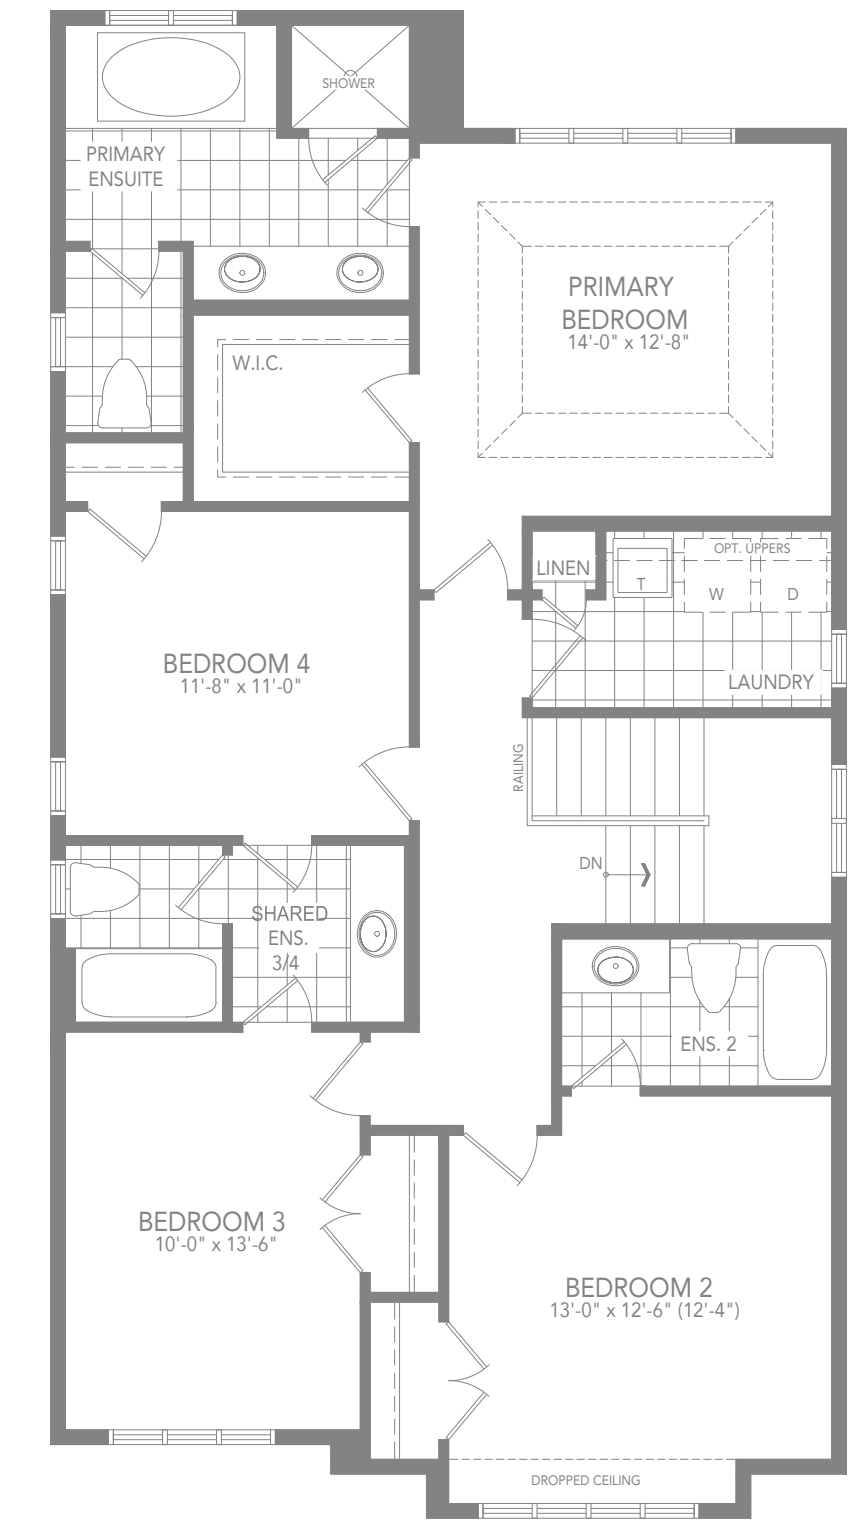 SHOWER
PRIMARY
ENSUITE
PRIMARY
BEDROOM
14'-0" x 12'-8"
W.I.C.
OPT. UPPERS
LINEN
T
W
D
BEDROOM 4
11'-8" x 11'-0"
LAUNDRY
RAILING
DN
SHARED
ENS.
3/4
ENS. 2
BEDROOM 3
10'-0" x 13'-6"
BEDROOM 2
13'-0" x 12'-6" (12'-4")
DROPPED CEILING